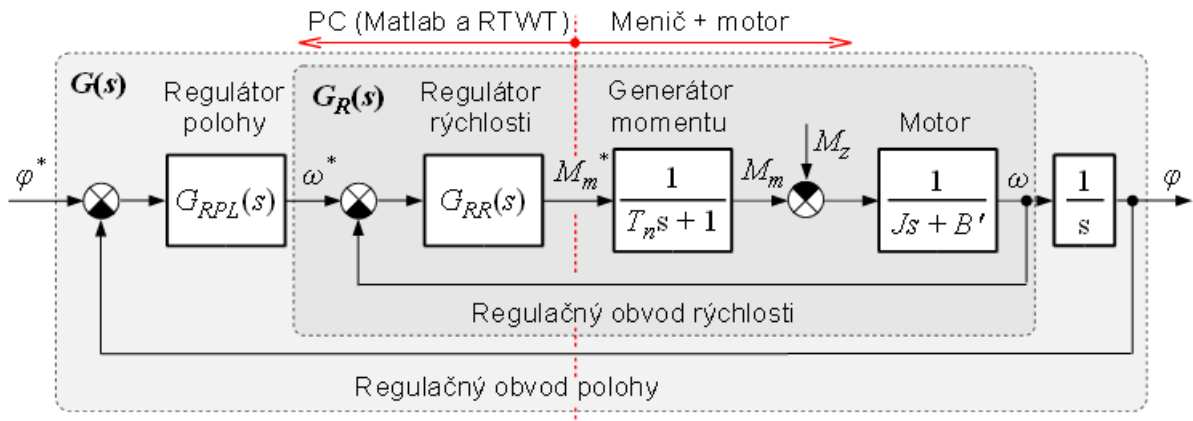 PC (Matlab a RTWT)
Menič + motor
G(s)
Regulátor
polohy
G_R(s)
Regulátor
rýchlosti
Generátor
momentu
Motor
M_z
φ*
G_RPL(s)
ω*
G_RR(s)
M_m*
1
T_n s + 1
M_m
1
Js + B'
ω
1
s
φ
Regulačný obvod rýchlosti
Regulačný obvod polohy